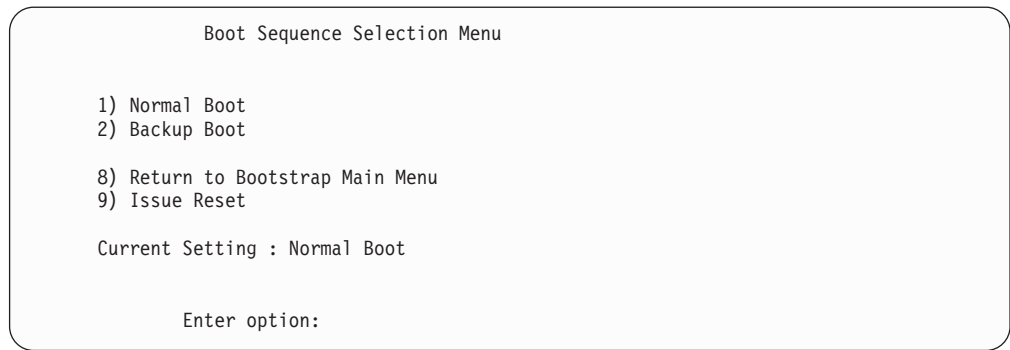 Boot Sequence Selection Menu
1) Normal Boot
2) Backup Boot
8) Return to Bootstrap Main Menu
9) Issue Reset
Current Setting : Normal Boot
Enter option: